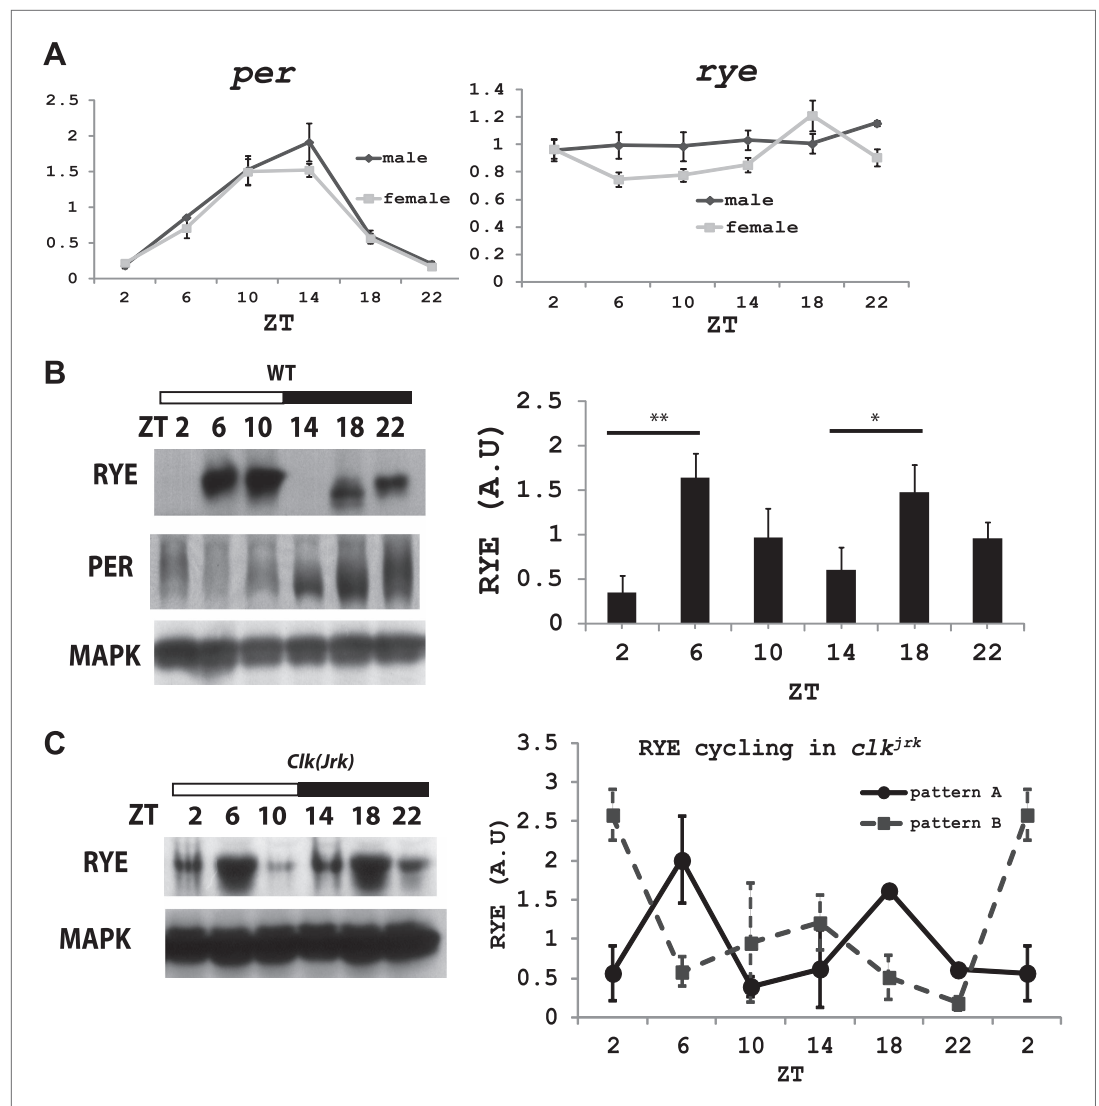 A
per
2.5
2
1.5
1
0.5
0
male
female
2 6 10 14 18 22
ZT
rye
1.4
1.2
1
0.8
0.6
0.4
0.2
0
male
female
2 6 10 14 18 22
ZT
B
WT
ZT 2 6 10 14 18 22
RYE
PER
MAPK
RYE (A.U)
2.5
2
1.5
1
0.5
0
**
*
2 6 10 14 18 22
ZT
C
Clk(Jrk)
ZT 2 6 10 14 18 22
RYE
MAPK
RYE cycling in clkjrk
RYE (A.U)
3.5
3
2.5
2
1.5
1
0.5
0
pattern A
pattern B
2 6 10 14 18 22 2
ZT